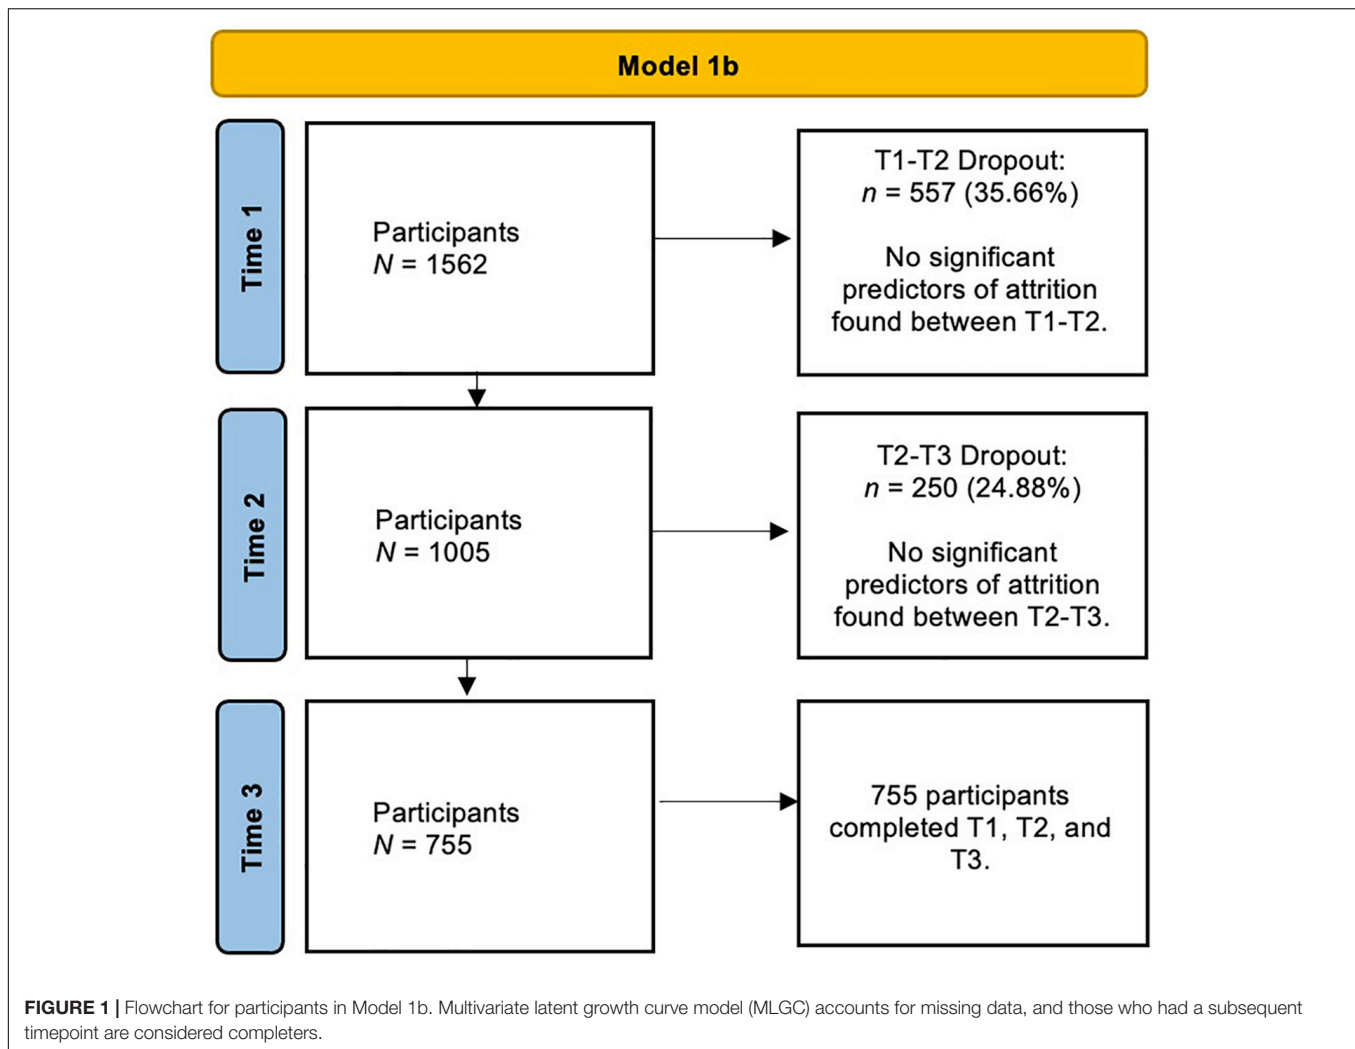 Model 1b
Time 1
Participants
N = 1562
T1-T2 Dropout:
n = 557 (35.66%)
No significant
predictors of attrition
found between T1-T2.
Time 2
Participants
N = 1005
T2-T3 Dropout:
n = 250 (24.88%)
No significant
predictors of attrition
found between T2-T3.
Time 3
Participants
N = 755
755 participants
completed T1, T2, and
T3.
FIGURE 1 | Flowchart for participants in Model 1b. Multivariate latent growth curve model (MLGC) accounts for missing data, and those who had a subsequent
timepoint are considered completers.